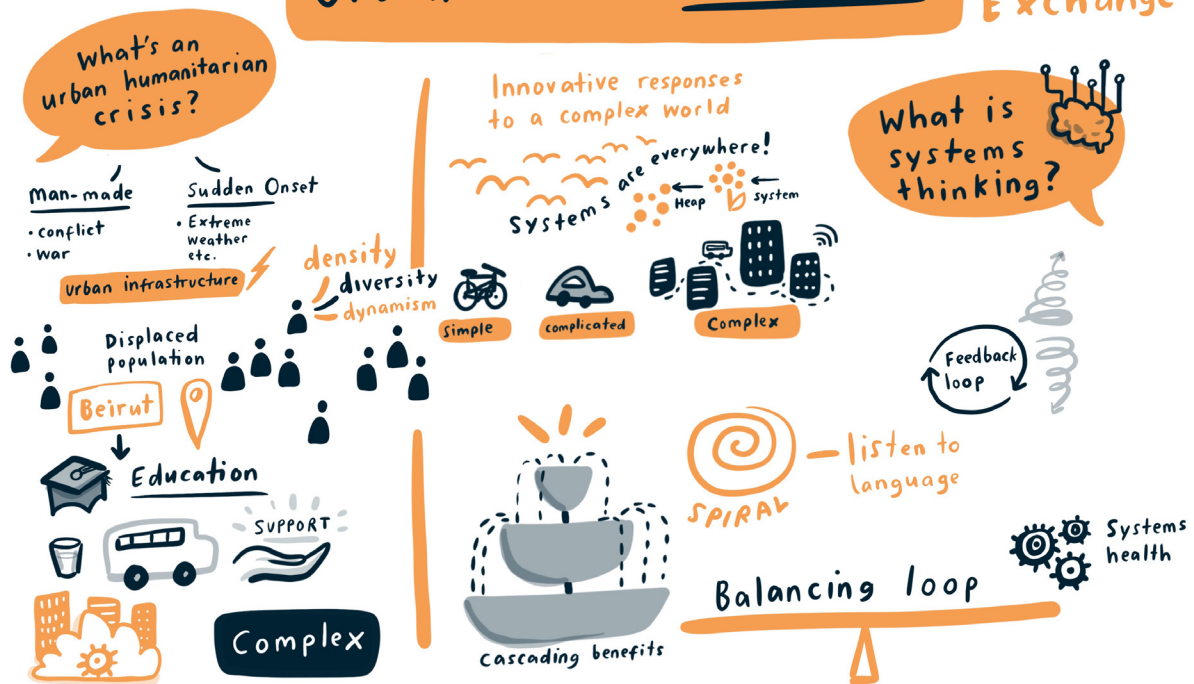 Exchange
What's an
urban humanitarian
crisis?
man-made
• conflict
• war
Sudden Onset
• Extreme
weather
etc.
urban infrastructure
density
diversity
dynamism
Displaced
population
Beirut
Education
SUPPORT
Complex
Innovative responses
to a complex world
Systems are everywhere!
Heap
System
simple
complicated
Complex
Cascading benefits
SPIRAL
listen to
language
Balancing loop
What is
systems
thinking?
Feedback
loop
Systems
health